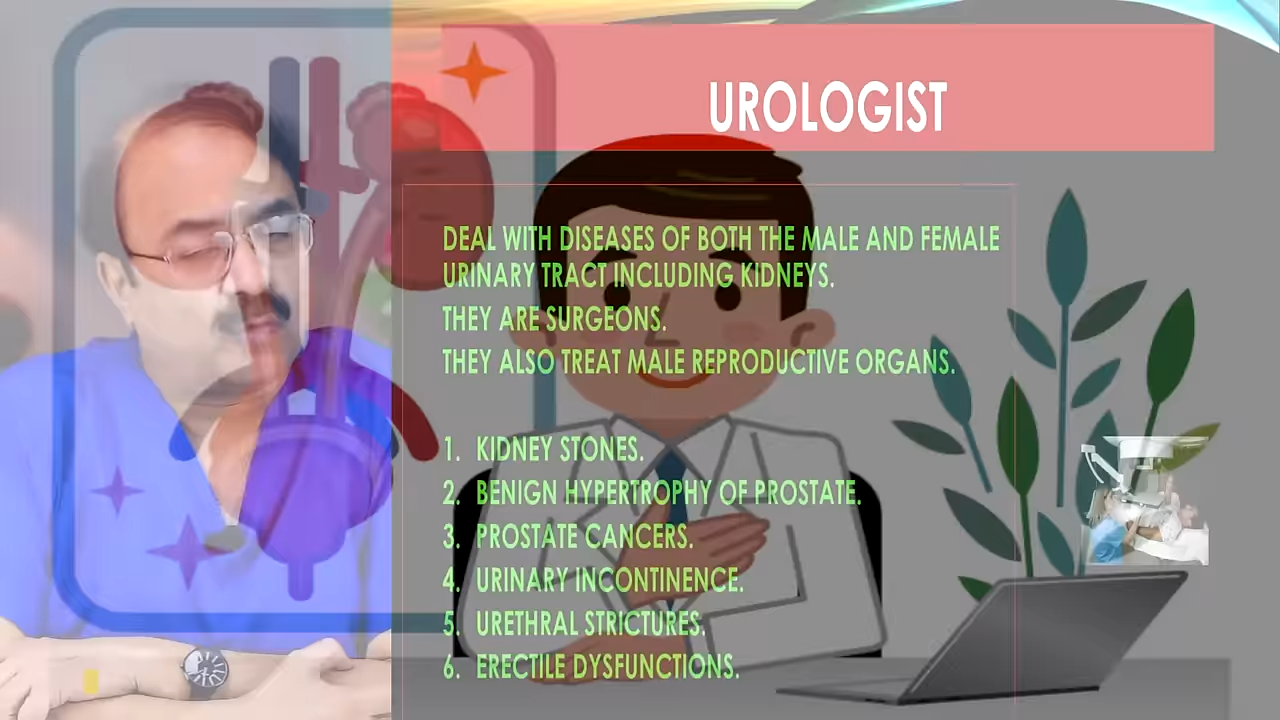 UROLOGIST
DEAL WITH DISEASES OF BOTH THE MALE AND FEMALE
URINARY TRACT INCLUDING KIDNEYS.
THEY ARE SURGEONS.
THEY ALSO TREAT MALE REPRODUCTIVE ORGANS.
1. KIDNEY STONES.
2. BENIGN HYPERTROPHY OF PROSTATE.
3. PROSTATE CANCERS.
4. URINARY INCONTINENCE.
5. URETHRAL STRICTURES.
6. ERECTILE DYSFUNCTIONS.